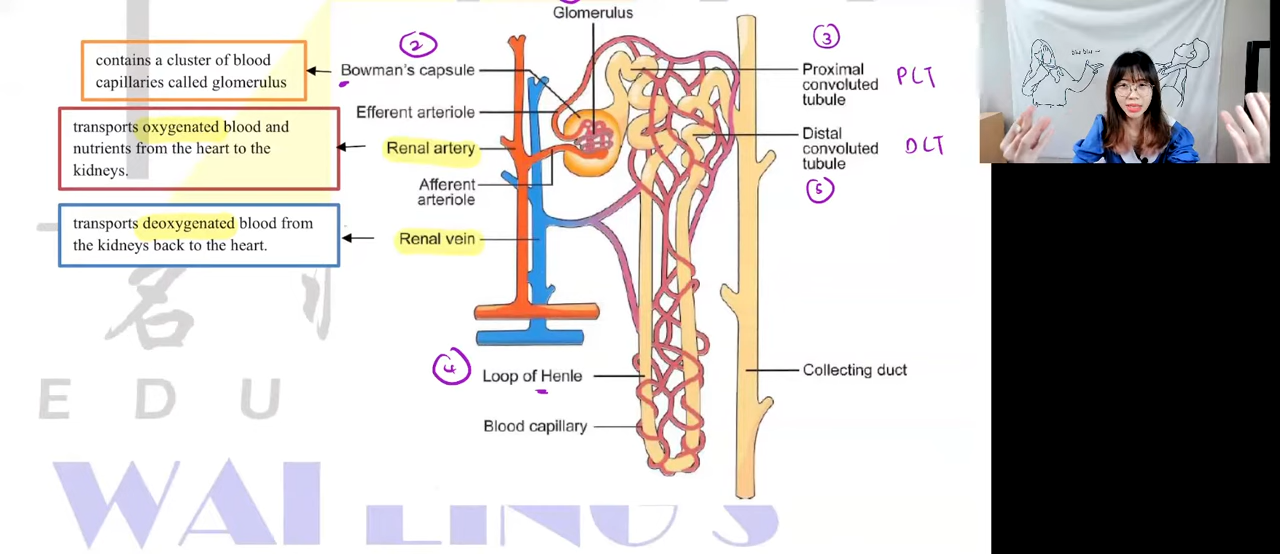 Glomerulus
contains a cluster of blood
capillaries called glomerulus
2
Bowman's capsule
3
Proximal
convoluted
tubule
PCT
Efferent arteriole
transports oxygenated blood and
nutrients from the heart to the
kidneys.
Renal artery
Distal
convoluted
tubule
DCT
5
Afferent
arteriole
transports deoxygenated blood from
the kidneys back to the heart.
Renal vein
4
Loop of Henle
Collecting duct
Blood capillary
名
EDU
WAI LING'S